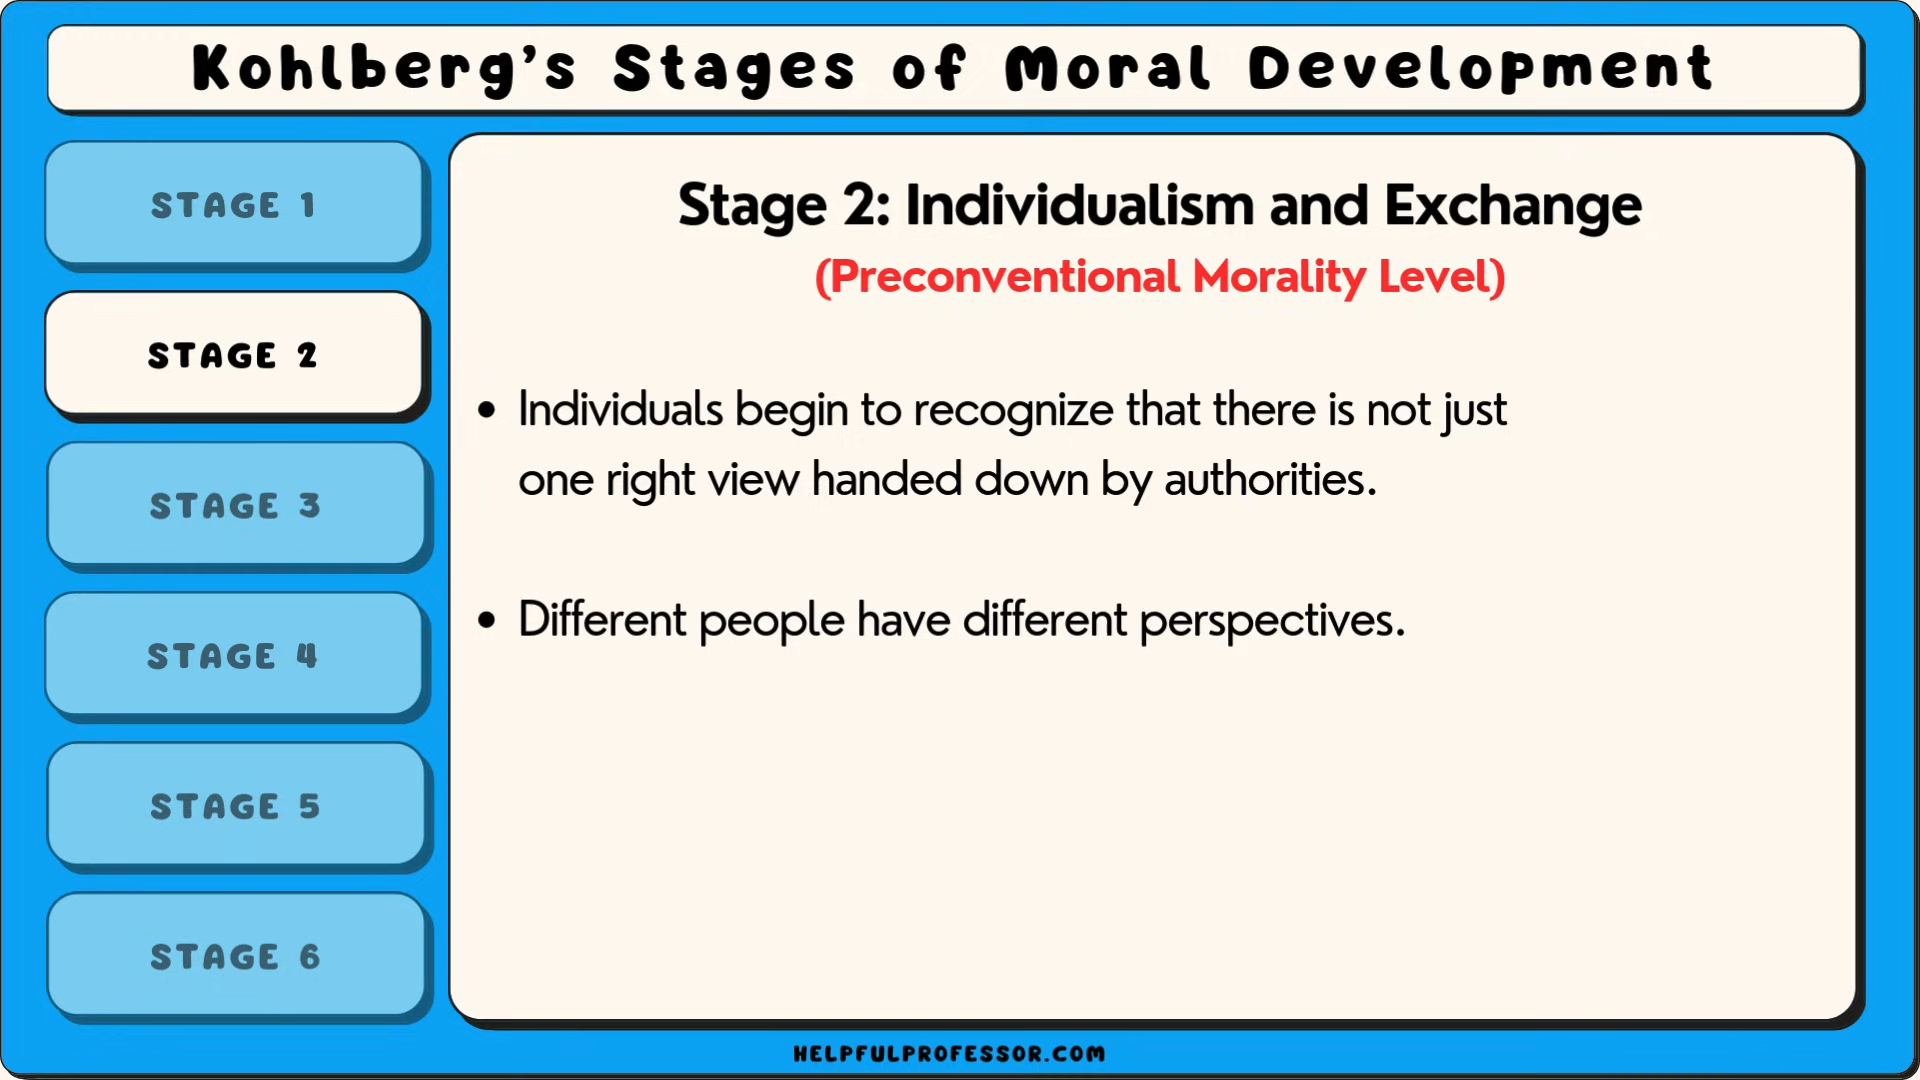 Kohlberg's Stages of Moral Development
STAGE 1
STAGE 2
STAGE 3
STAGE 4
STAGE 5
STAGE 6
Stage 2: Individualism and Exchange
(Preconventional Morality Level)
• Individuals begin to recognize that there is not just
one right view handed down by authorities.
• Different people have different perspectives.
HELPFULPROFESSOR.COM